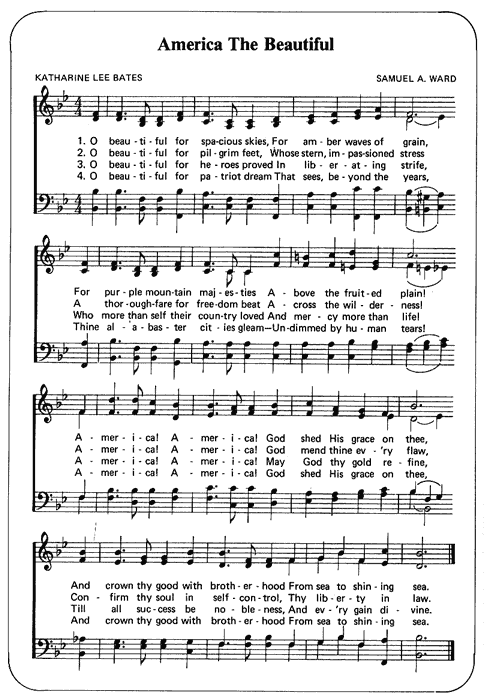 America The Beautiful
KATHARINE LEE BATES SAMUEL A. WARD
4 4
1. O beau - ti - ful for spa-cious skies, For am - ber waves of grain,
2. O beau - ti - ful for pil - grim feet, Whose stern, im - pas-sioned stress
3. O beau - ti - ful for he - roes proved In lib - er - at - ing strife,
4. O beau - ti - ful for pa - triot dream That sees, be - yond the years,
4 4
For pur - ple moun-tain maj - es-ties A - bove the fruit-ed plain!
A thor-ough-fare for free-dom beat A - cross the wil - der - ness!
Who more than self their coun-try loved And mer - cy more than life!
Thine al - a - bas - ter cit - ies gleam—Un-dimmed by hu - man tears!
A - mer - i - ca! A - mer - i - ca! God shed His grace on thee,
A - mer - i - ca! A - mer - i - ca! God mend thine ev - 'ry flaw,
A - mer - i - ca! A - mer - i - ca! May God thy gold re - fine,
A - mer - i - ca! A - mer - i - ca! God shed His grace on thee,
And crown thy good with broth - er - hood From sea to shin - ing sea.
Con - firm thy soul in self - con - trol, Thy lib - er - ty in law.
Till all suc - cess be no - ble - ness, And ev - 'ry gain di - vine.
And crown thy good with broth - er - hood From sea to shin - ing sea.